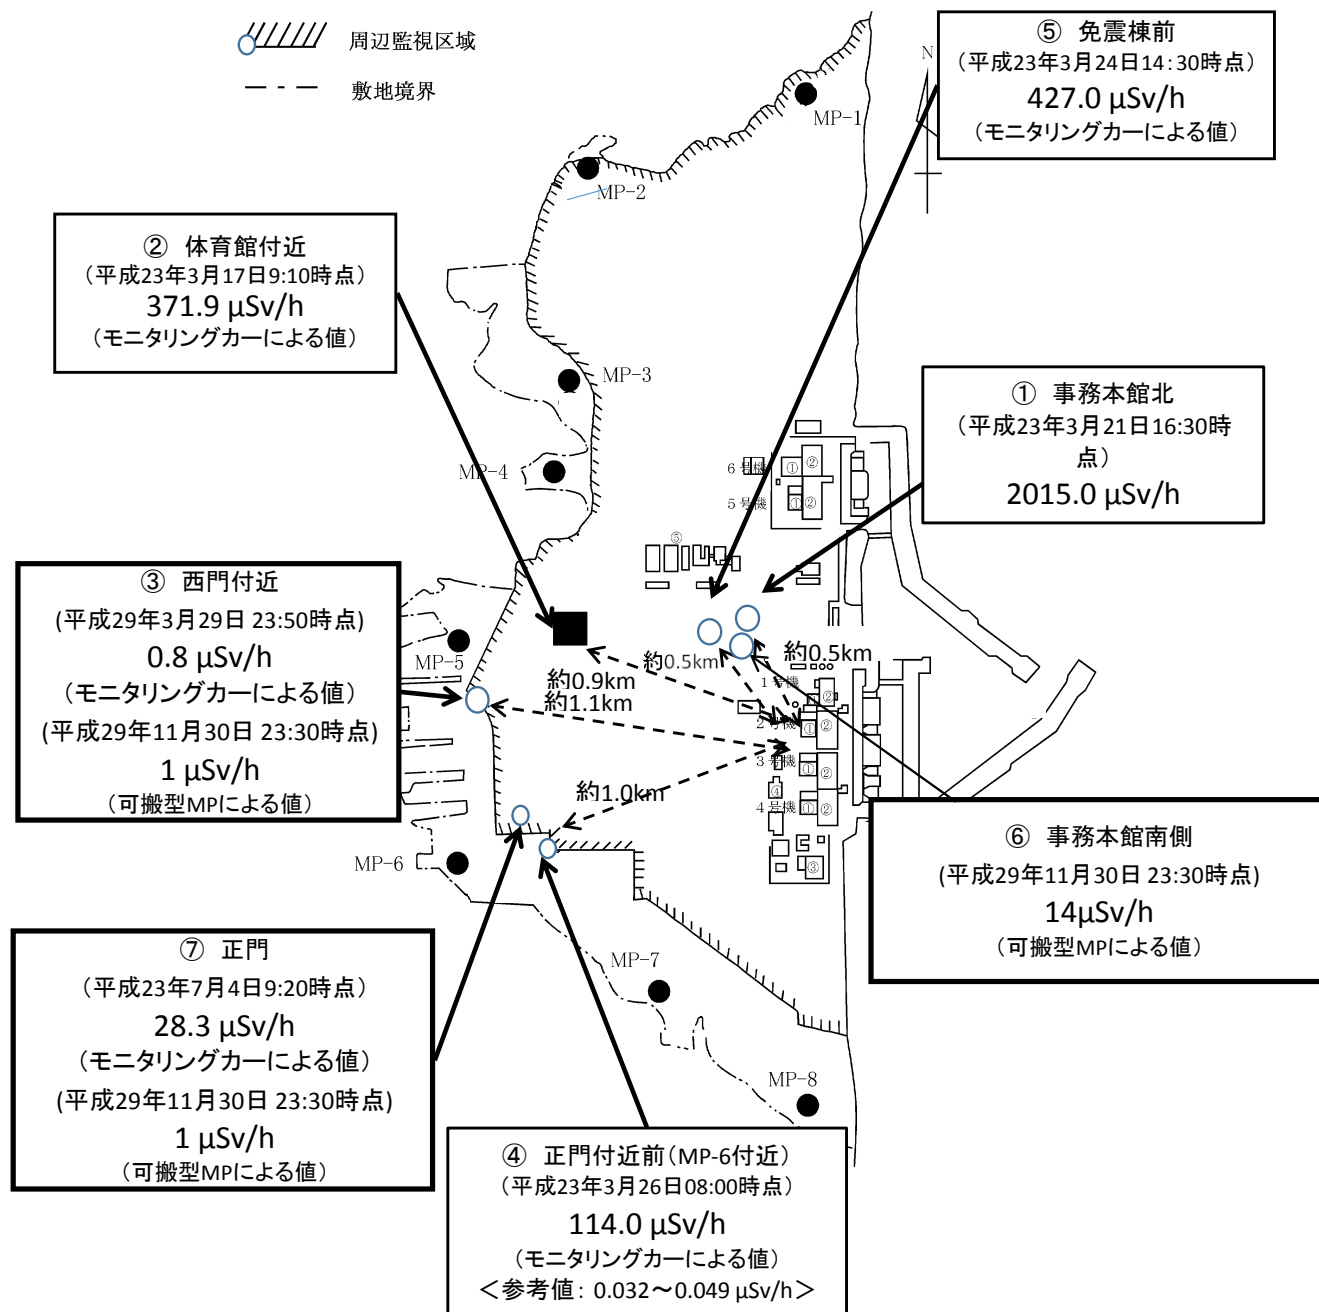 周辺監視区域
敷地境界
⑤ 免震棟前
（平成23年3月24日14:30時点）
427.0 μSv/h
（モニタリングカーによる値）
N
MP-1
MP-2
② 体育館付近
（平成23年3月17日9:10時点）
371.9 μSv/h
（モニタリングカーによる値）
MP-3
① 事務本館北
（平成23年3月21日16:30時
点）
2015.0 μSv/h
MP-4
6号機
①
②
5号機
①
②
⑤
③ 西門付近
(平成29年3月29日 23:50時点)
0.8 μSv/h
（モニタリングカーによる値）
(平成29年11月30日 23:30時点)
1 μSv/h
（可搬型MPによる値）
MP-5
約0.5km
約0.5km
約0.9km
約1.1km
1号機
②
2号機
①
②
3号機
①
②
④
4号機
①
②
③
約1.0km
MP-6
⑥ 事務本館南側
(平成29年11月30日 23:30時点)
14μSv/h
（可搬型MPによる値）
⑦ 正門
（平成23年7月4日9:20時点）
28.3 μSv/h
（モニタリングカーによる値）
(平成29年11月30日 23:30時点)
1 μSv/h
（可搬型MPによる値）
MP-7
MP-8
④ 正門付近前（MP-6付近）
（平成23年3月26日08:00時点）
114.0 μSv/h
（モニタリングカーによる値）
＜参考値: 0.032～0.049 μSv/h＞